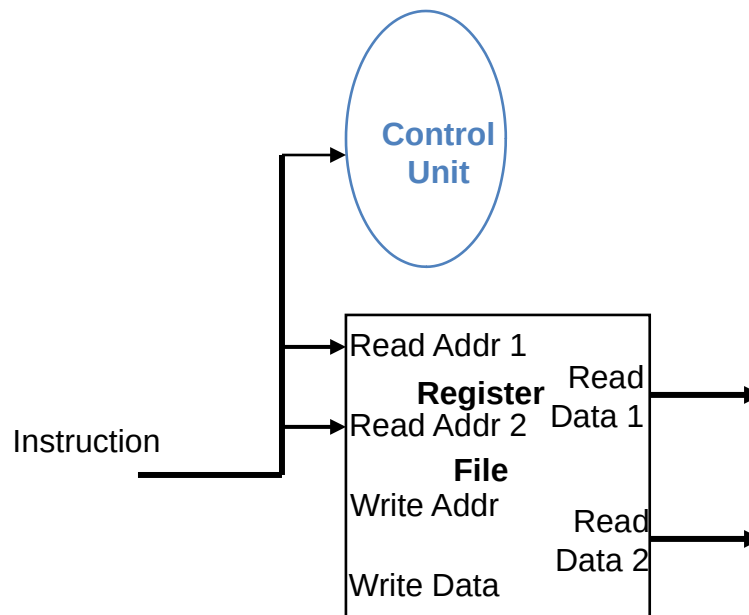 Control
Unit
Read Addr 1
Register
Read
Data 1
Read Addr 2
Instruction
File
Write Addr
Read
Data 2
Write Data